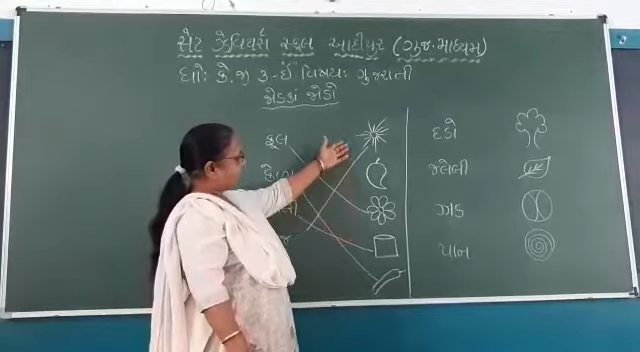 સેટ ઝેવિયર્સ સ્કૂલ આદીપુર (ગુજ. માધ્યમ)
ધો: કે.જી ૩-ઈ વિષય: ગુજરાતી
જોડકાં જોડો
ફૂલ
દડો
જલેબી
ઝાડ
પાન